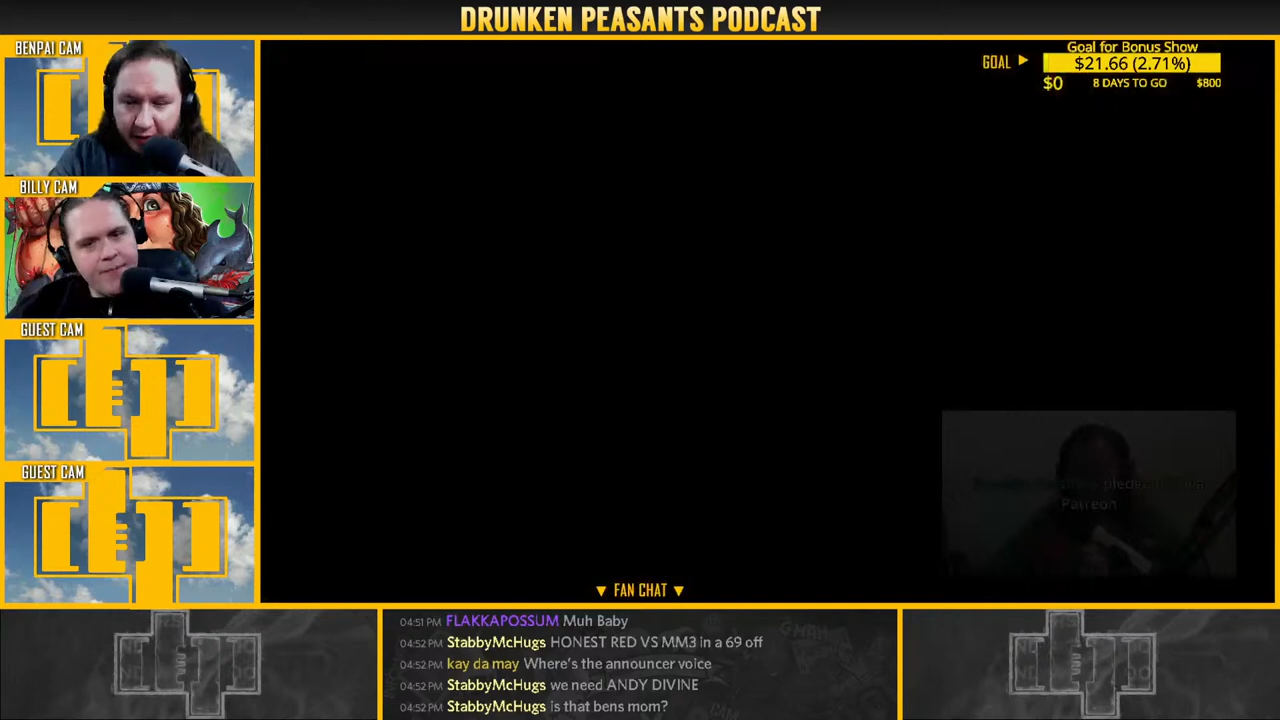 DRUNKEN PEASANTS PODCAST
BENPAI CAM
GOAL ▶
Goal for Bonus Show
$21.66 (2.71%)
$0 8 DAYS TO GO $800
BILLY CAM
GUEST CAM
GUEST CAM
Patreon
▼ FAN CHAT ▼
04:51 PM FLAKKAPOSSUM Muh Baby
04:52 PM StabbyMcHugs HONEST RED VS MM3 in a 69 off
04:52 PM kay da may Where's the announcer voice
04:52 PM StabbyMcHugs we need ANDY DIVINE
04:52 PM StabbyMcHugs is that bens mom?